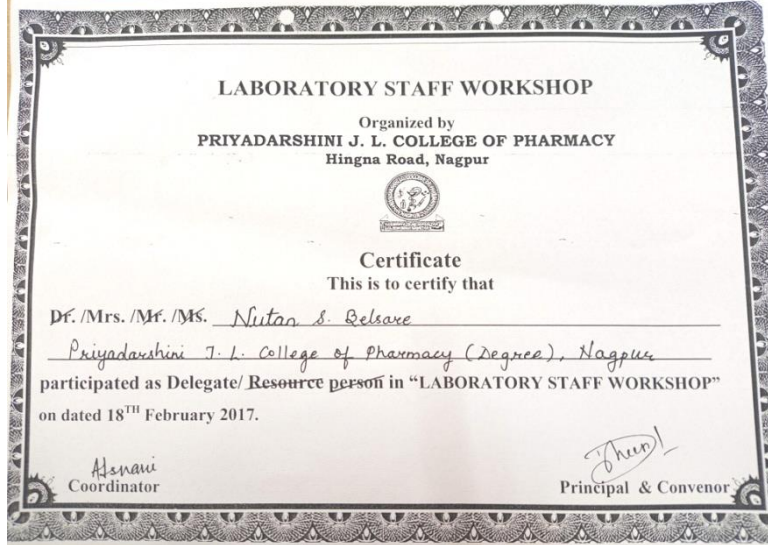 LABORATORY STAFF WORKSHOP
Organized by
PRIYADARSHINI J. L. COLLEGE OF PHARMACY
Hingna Road, Nagpur
Certificate
This is to certify that
Dr. /Mrs. /Mr. /Ms. Nutan S. Belsare
Priyadarshini J. L. College of Pharmacy (Degree), Nagpur
participated as Delegate/ Resource person in “LABORATORY STAFF WORKSHOP”
on dated 18TH February 2017.
Coordinator
Principal & Convenor